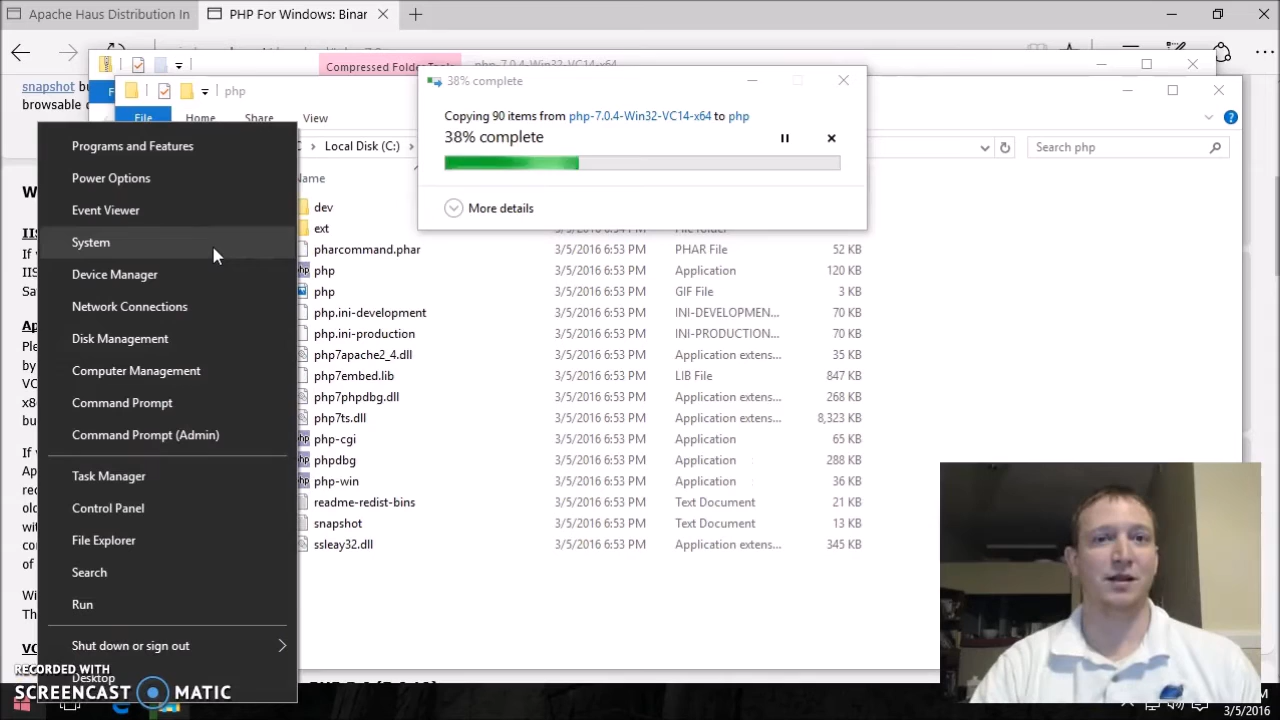 Apache Haus Distribution In
PHP For Windows: Binar
Compressed Folder Tools
php-7.0.4-Win32-VC14-x64
snapshot bu
browsable c
php
File
Home
Share
View
38% complete
Copying 90 items from php-7.0.4-Win32-VC14-x64 to php
38% complete
More details
Local Disk (C:)
Search php
Programs and Features
Power Options
Event Viewer
System
Device Manager
Network Connections
Disk Management
Computer Management
Command Prompt
Command Prompt (Admin)
Task Manager
Control Panel
File Explorer
Search
Run
Shut down or sign out
Desktop
dev
ext
pharcommand.phar 3/5/2016 6:53 PM PHAR File 52 KB
php 3/5/2016 6:53 PM Application 120 KB
php 3/5/2016 6:53 PM GIF File 3 KB
php.ini-development 3/5/2016 6:53 PM INI-DEVELOPMEN... 70 KB
php.ini-production 3/5/2016 6:53 PM INI-PRODUCTION... 70 KB
php7apache2_4.dll 3/5/2016 6:53 PM Application extens... 35 KB
php7embed.lib 3/5/2016 6:53 PM LIB File 847 KB
php7phpdbg.dll 3/5/2016 6:53 PM Application extens... 268 KB
php7ts.dll 3/5/2016 6:53 PM Application extens... 8,323 KB
php-cgi 3/5/2016 6:53 PM Application 65 KB
phpdbg 3/5/2016 6:53 PM Application 288 KB
php-win 3/5/2016 6:53 PM Application 36 KB
readme-redist-bins 3/5/2016 6:53 PM Text Document 21 KB
snapshot 3/5/2016 6:53 PM Text Document 13 KB
ssleay32.dll 3/5/2016 6:53 PM Application extens... 345 KB
RECORDED WITH
SCREENCAST MATIC
3/5/2016